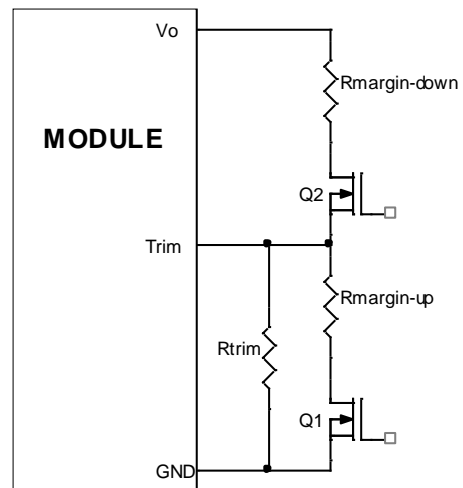 Vo
Rmargin-down
MODULE
Q2
Trim
Rmargin-up
Rtrim
Q1
GND